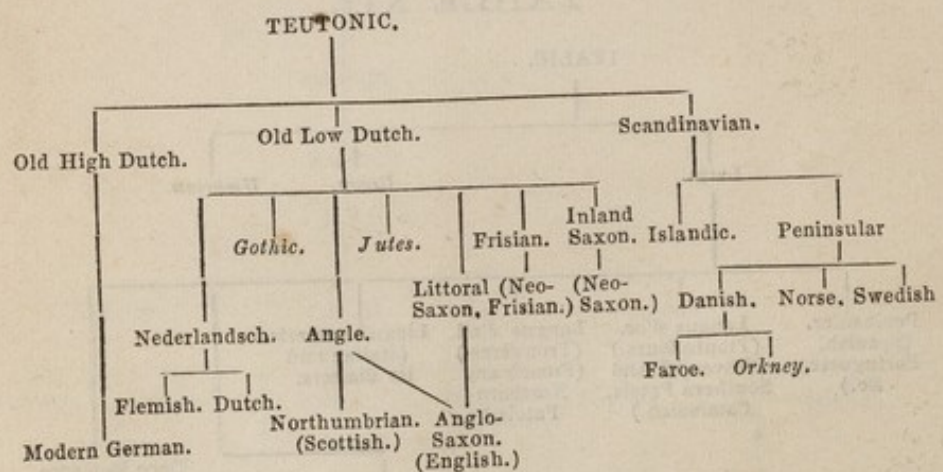 TEUTONIC.
Old High Dutch.
Old Low Dutch.
Scandinavian.
Gothic.
Jutes.
Frisian.
Inland
Saxon.
Islandic.
Peninsular
Littoral
Saxon,
(Neo-
Frisian.)
(Neo-
Saxon.)
Danish.
Norse.
Swedish
Nederlandsch.
Angle.
Faroe.
Orkney.
Flemish.
Dutch.
Northumbrian.
(Scottish.)
Anglo-
Saxon.
(English.)
Modern German.